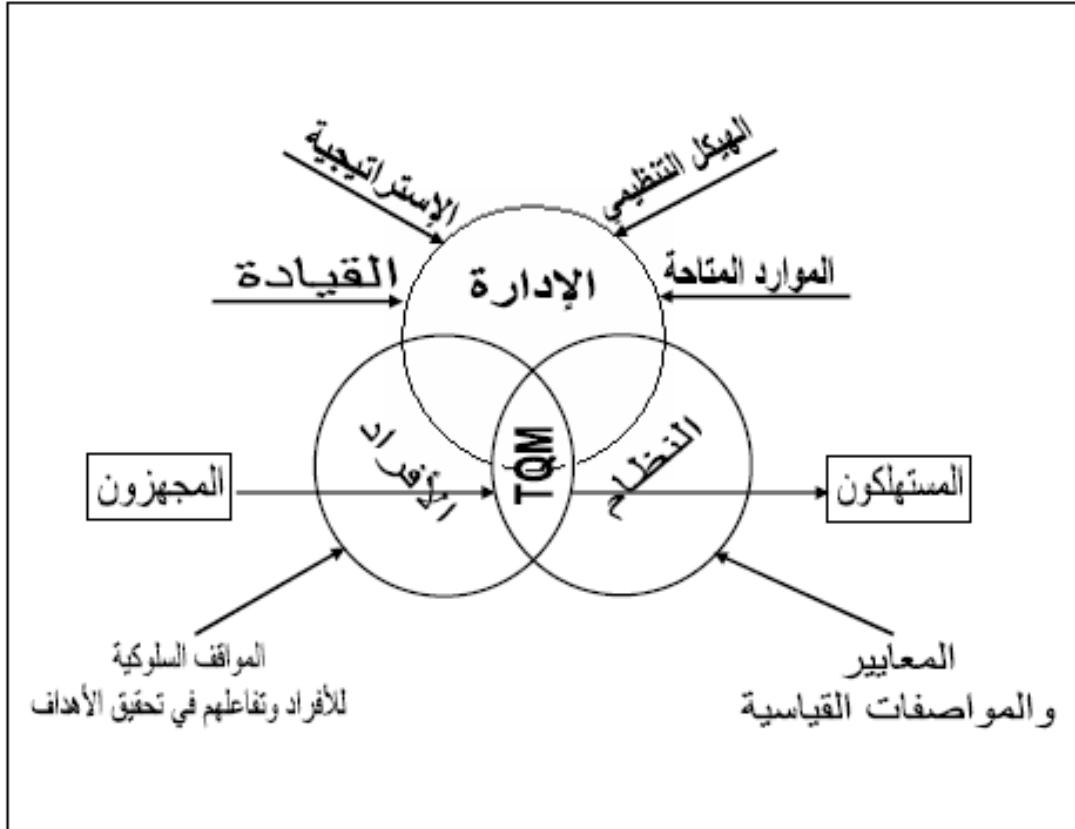 الإستراتيجية
الهيكل التنظيمي
القيادة
الموارد المتاحة
الإدارة
الأفراد
TQM
النظام
المجهزون
المستهلكون
المواقف السلوكية
للأفراد وتفاعلهم في تحقيق الأهداف
المعايير
والمواصفات القياسية